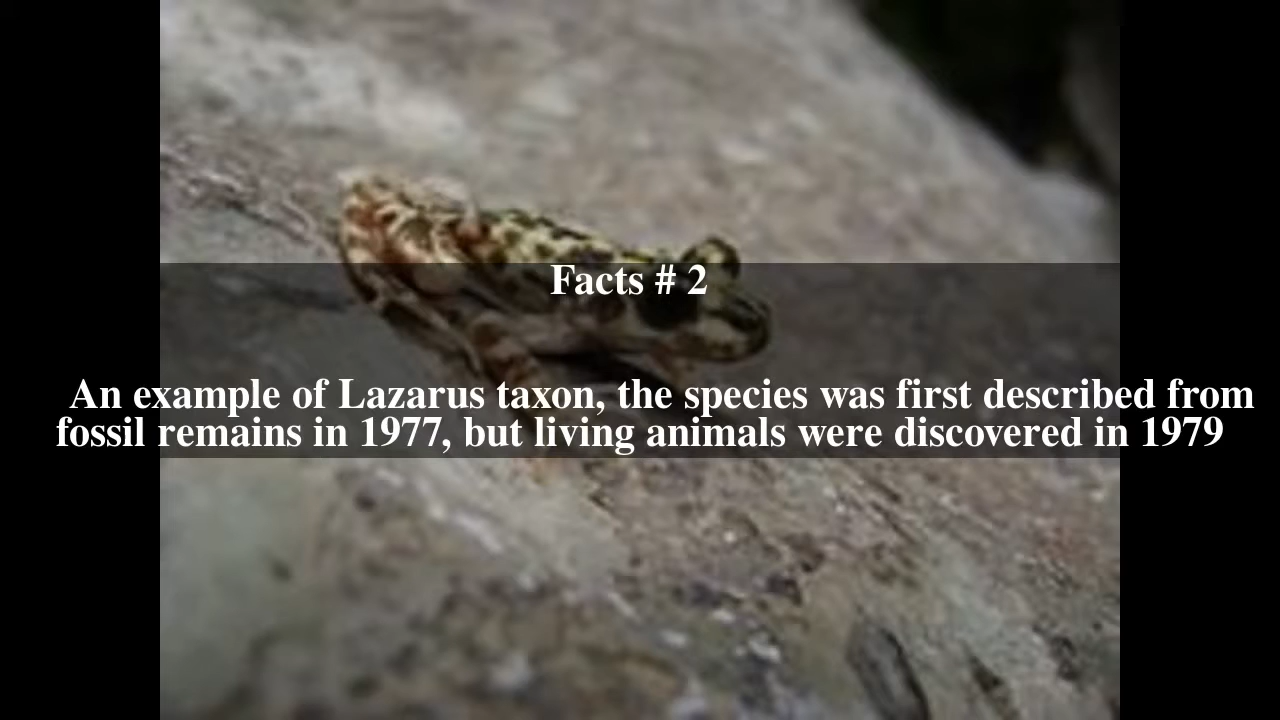 Facts # 2
An example of Lazarus taxon, the species was first described from
fossil remains in 1977, but living animals were discovered in 1979